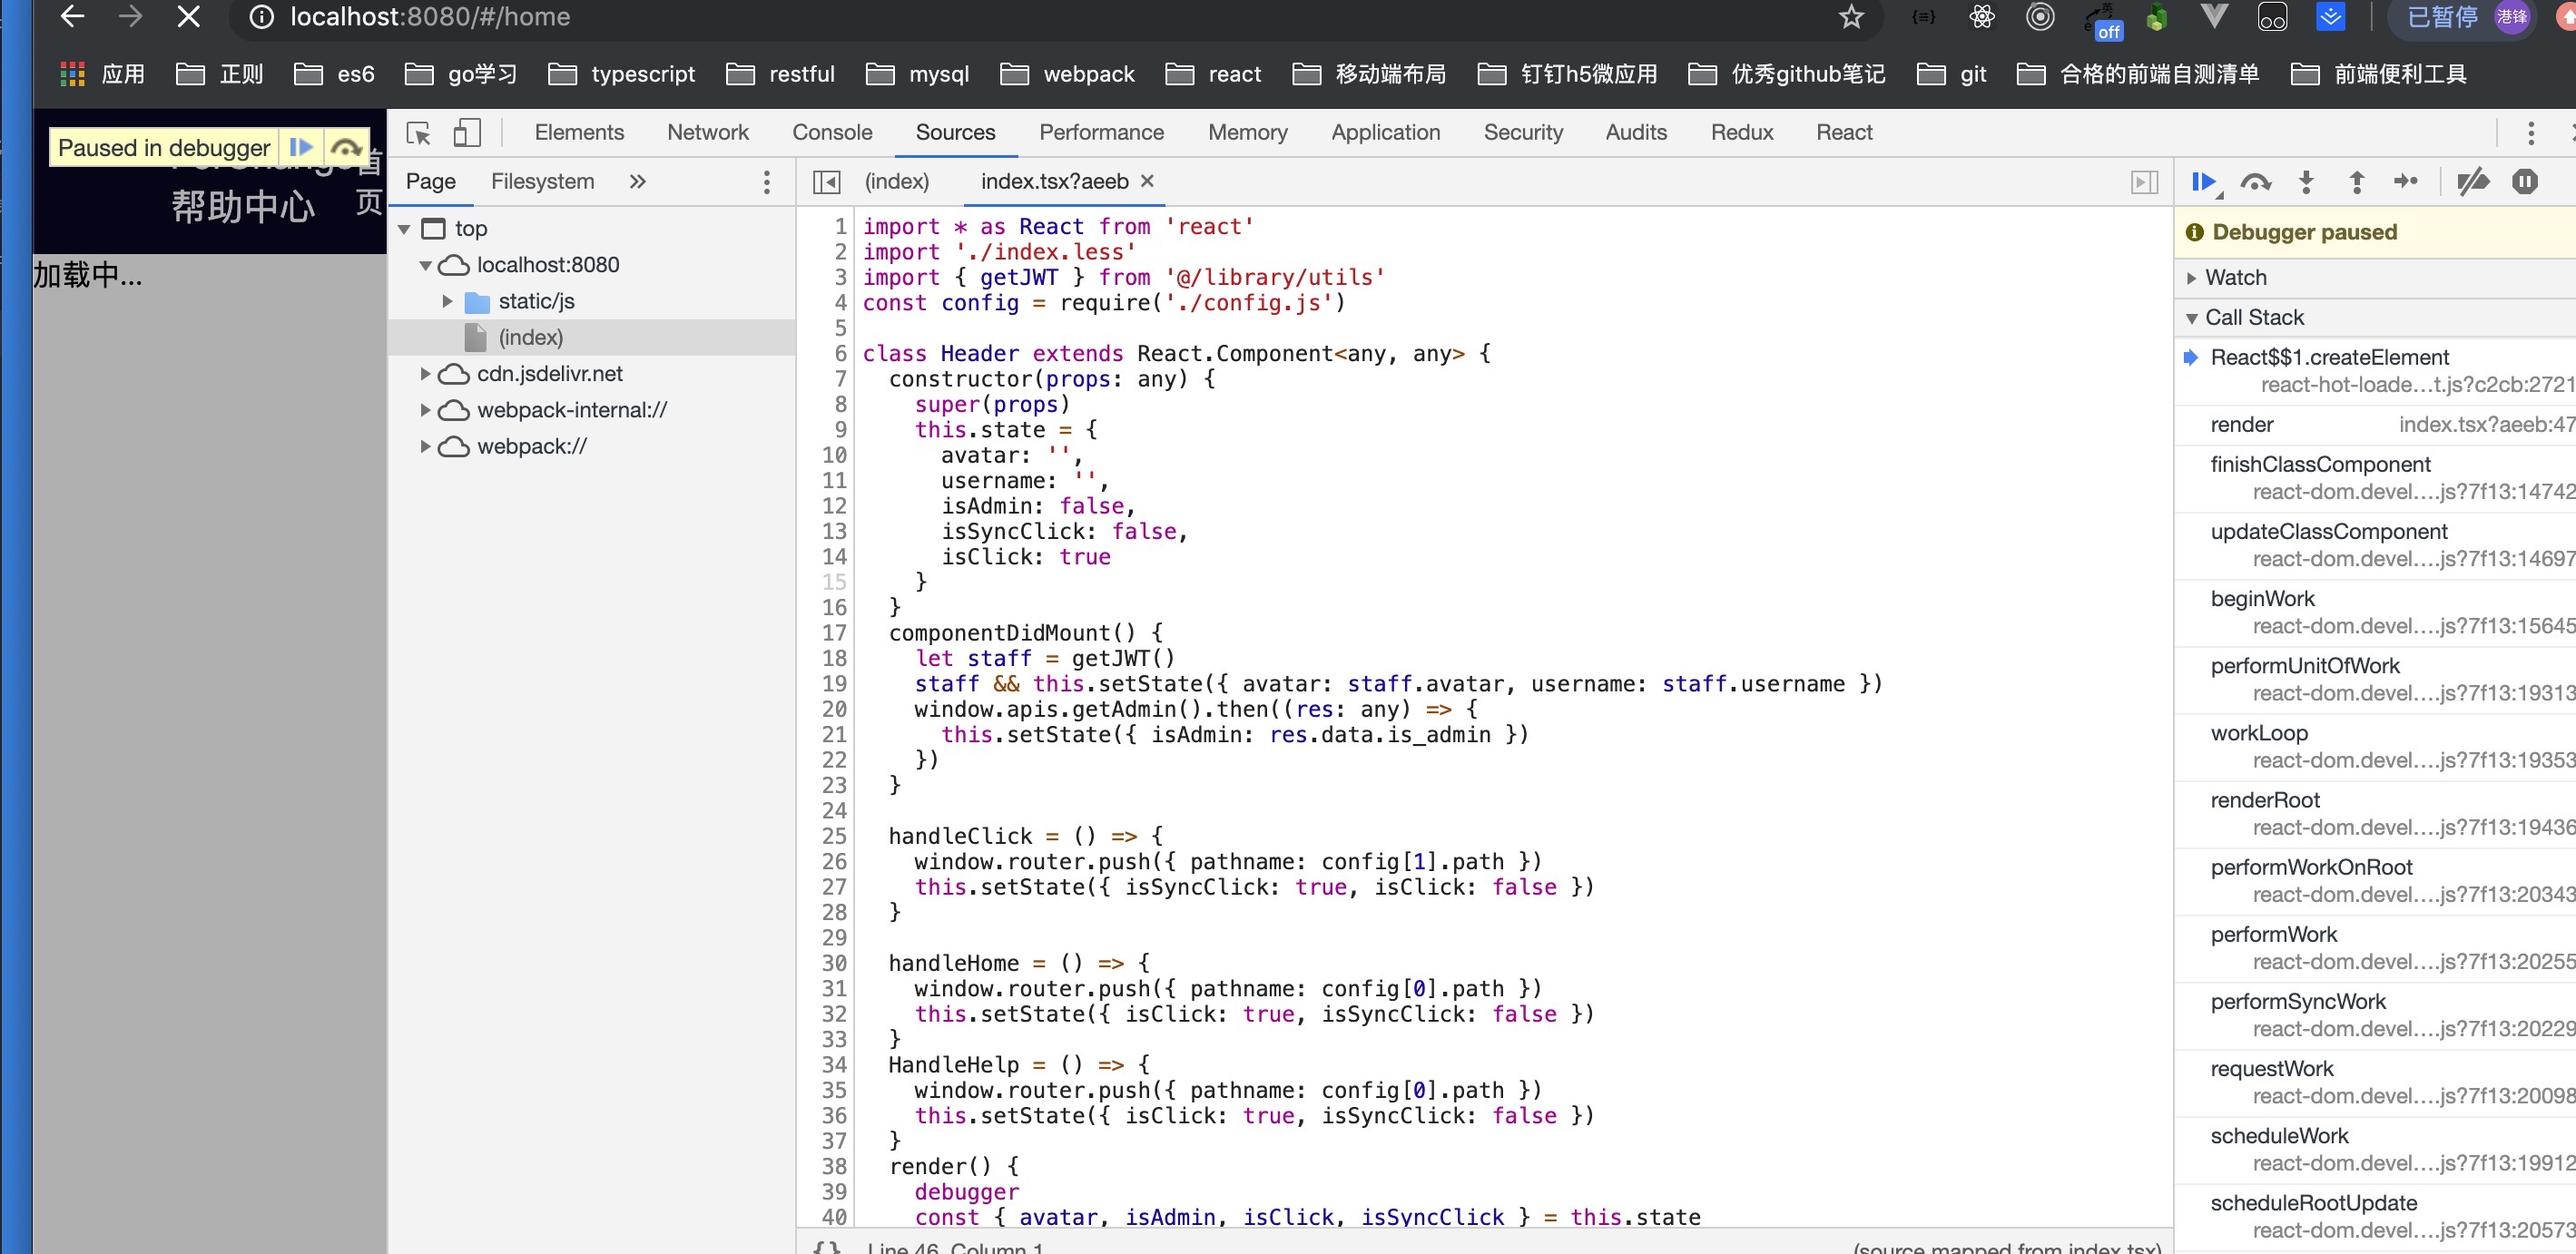 localhost:8080/#/home
off
已暂停
港锋
应用
正则
es6
go学习
typescript
restful
mysql
webpack
react
移动端布局
钉钉h5微应用
优秀github笔记
git
合格的前端自测清单
前端便利工具
Paused in debugger
首页
帮助中心
加载中...
Elements
Network
Console
Sources
Performance
Memory
Application
Security
Audits
Redux
React
Page
Filesystem
»
top
localhost:8080
static/js
(index)
cdn.jsdelivr.net
webpack-internal://
webpack://
(index)
index.tsx?aeeb ×
1 import * as React from 'react'
2 import './index.less'
3 import { getJWT } from '@/library/utils'
4 const config = require('./config.js')
5
6 class Header extends React.Component<any, any> {
7 constructor(props: any) {
8 super(props)
9 this.state = {
10 avatar: '',
11 username: '',
12 isAdmin: false,
13 isSyncClick: false,
14 isClick: true
15 }
16 }
17 componentDidMount() {
18 let staff = getJWT()
19 staff && this.setState({ avatar: staff.avatar, username: staff.username })
20 window.apis.getAdmin().then((res: any) => {
21 this.setState({ isAdmin: res.data.is_admin })
22 })
23 }
24
25 handleClick = () => {
26 window.router.push({ pathname: config[1].path })
27 this.setState({ isSyncClick: true, isClick: false })
28 }
29
30 handleHome = () => {
31 window.router.push({ pathname: config[0].path })
32 this.setState({ isClick: true, isSyncClick: false })
33 }
34 HandleHelp = () => {
35 window.router.push({ pathname: config[0].path })
36 this.setState({ isClick: true, isSyncClick: false })
37 }
38 render() {
39 debugger
40 const { avatar, isAdmin, isClick, isSyncClick } = this.state
{} Line 46, Column 1
(source mapped from index.tsx)
Debugger paused
Watch
Call Stack
React$$1.createElement
react-hot-loade…t.js?c2cb:2721
render
index.tsx?aeeb:47
finishClassComponent
react-dom.devel….js?7f13:14742
updateClassComponent
react-dom.devel….js?7f13:14697
beginWork
react-dom.devel….js?7f13:15645
performUnitOfWork
react-dom.devel….js?7f13:19313
workLoop
react-dom.devel….js?7f13:19353
renderRoot
react-dom.devel….js?7f13:19436
performWorkOnRoot
react-dom.devel….js?7f13:20343
performWork
react-dom.devel….js?7f13:20255
performSyncWork
react-dom.devel….js?7f13:20229
requestWork
react-dom.devel….js?7f13:20098
scheduleWork
react-dom.devel….js?7f13:19912
scheduleRootUpdate
react-dom.devel….js?7f13:20573